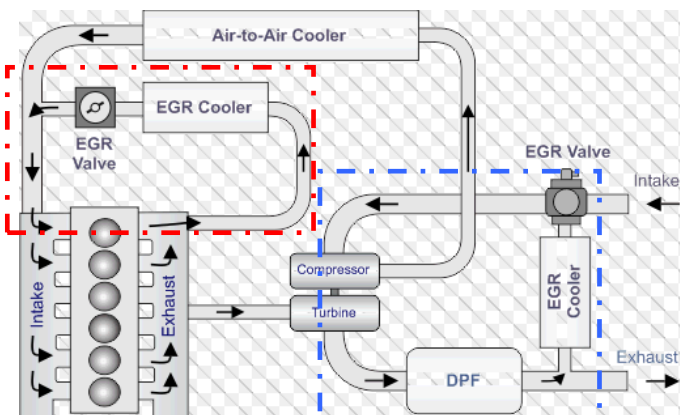 Air-to-Air Cooler
EGR Cooler
EGR
Valve
EGR Valve
Intake
Compressor
Turbine
EGR
Cooler
Intake
Exhaust
DPF
Exhaust